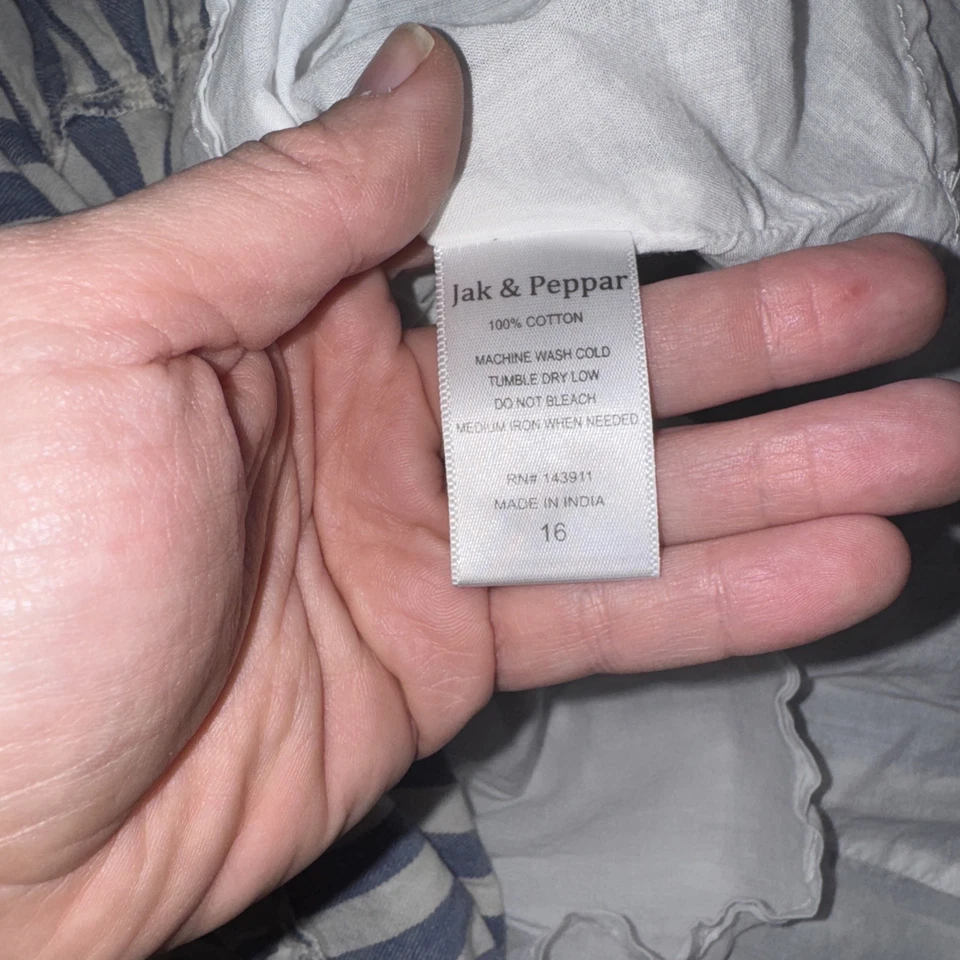 Jak & Peppar
100% COTTON
MACHINE WASH COLD
TUMBLE DRY LOW
DO NOT BLEACH
MEDIUM IRON WHEN NEEDED
RN# 143911
MADE IN INDIA
16